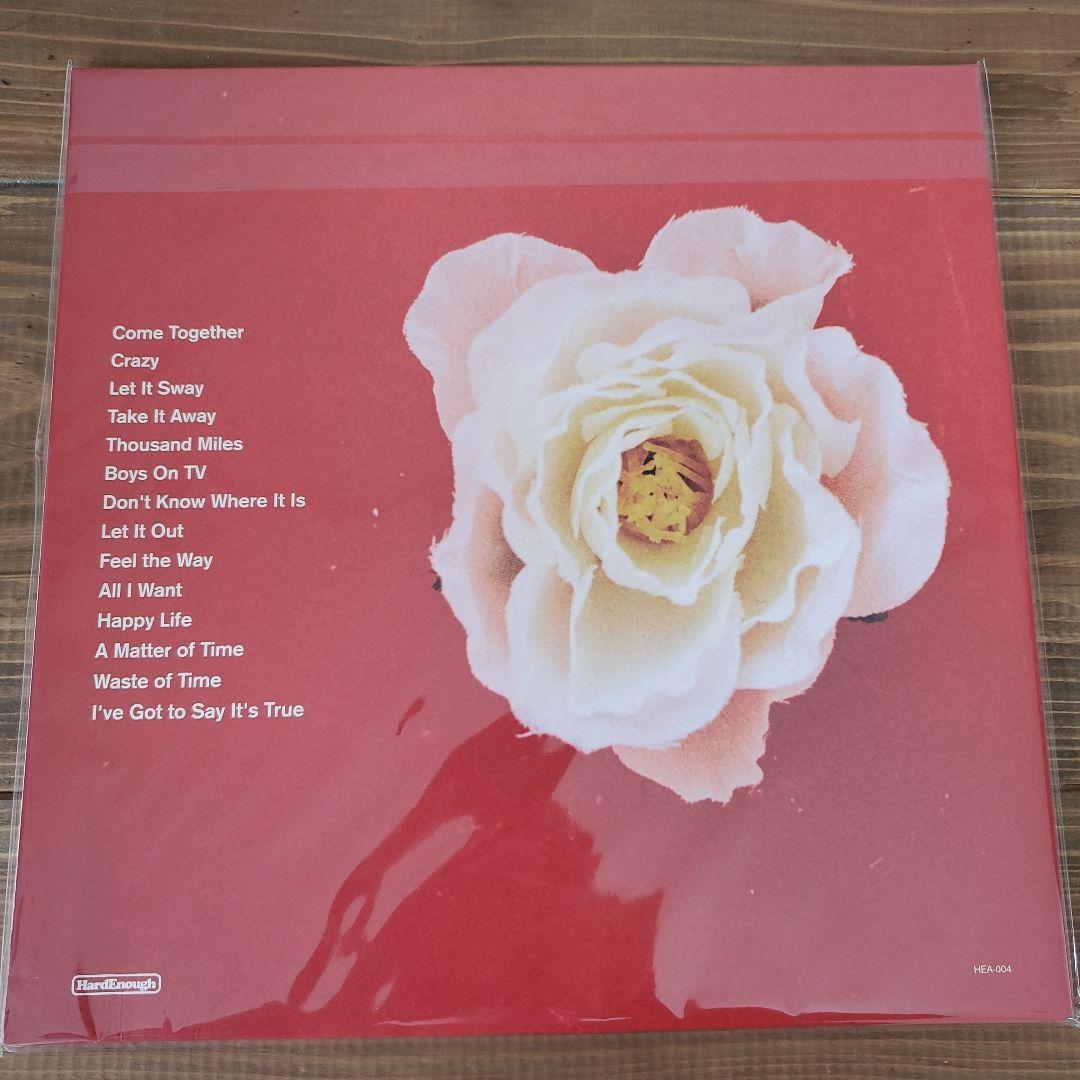 Come Together
Crazy
Let It Sway
Take It Away
Thousand Miles
Boys On TV
Don't Know Where It Is
Let It Out
Feel the Way
All I Want
Happy Life
A Matter of Time
Waste of Time
I've Got to Say It's True
HardEnough
HEA-004